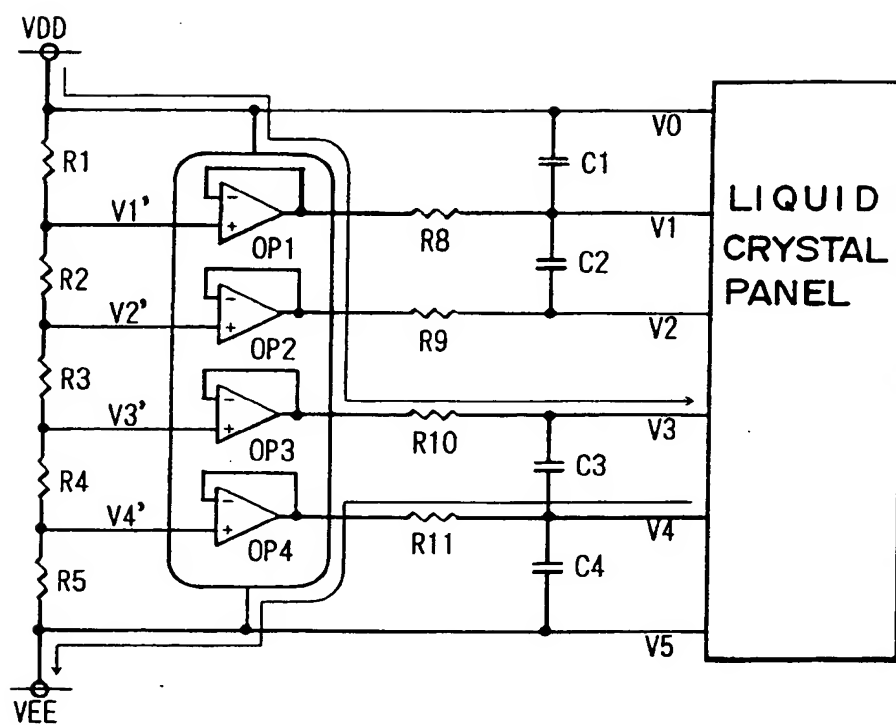 VDD
V0
R1
C1
V1'
OP1
R8
V1
LIQUID
CRYSTAL
PANEL
R2
C2
V2'
OP2
R9
V2
R3
V3'
OP3
R10
V3
R4
C3
V4'
OP4
R11
V4
R5
C4
V5
VEE